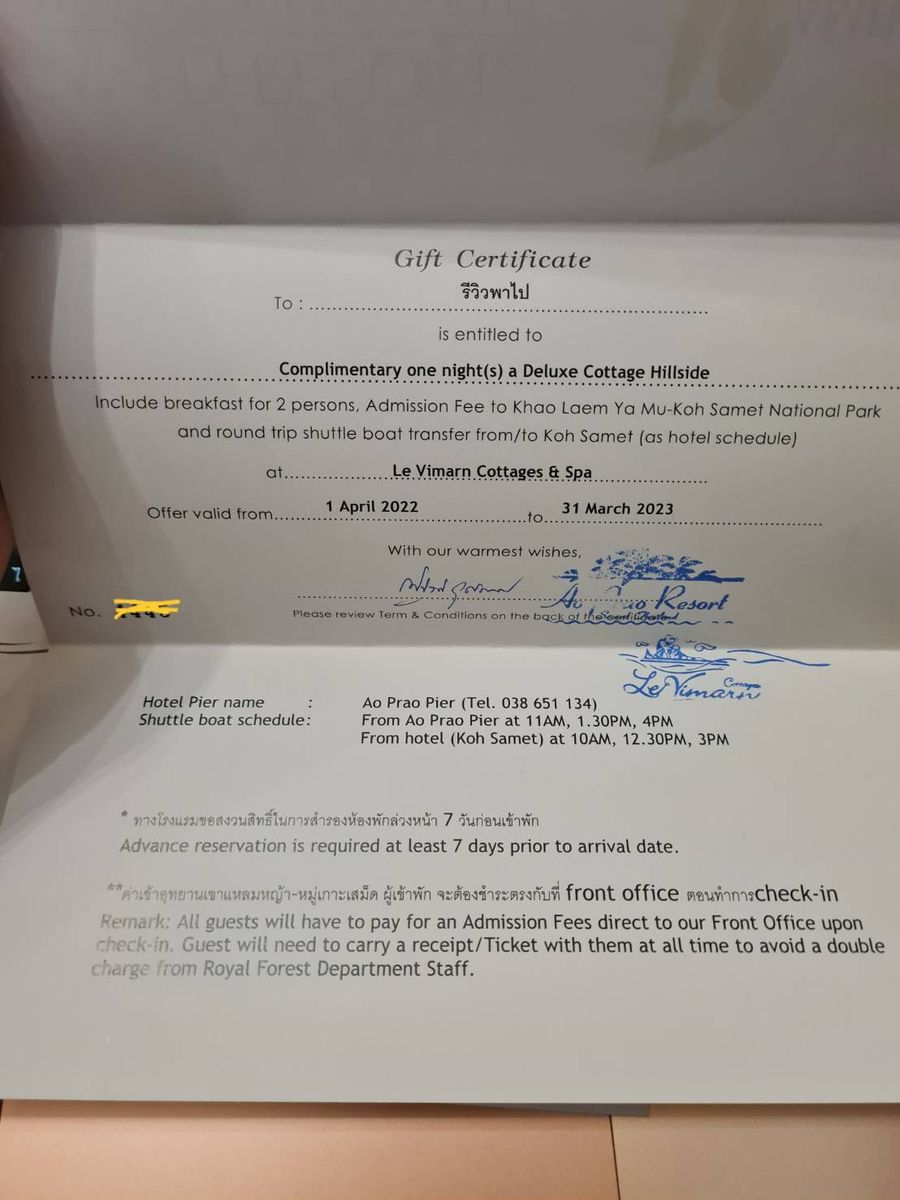 Gift Certificate
To : รีวิวพาไป
is entitled to
Complimentary one night(s) a Deluxe Cottage Hillside
Include breakfast for 2 persons, Admission Fee to Khao Laem Ya Mu-Koh Samet National Park
and round trip shuttle boat transfer from/to Koh Samet (as hotel schedule)
at Le Vimarn Cottages & Spa
Offer valid from 1 April 2022 to 31 March 2023
With our warmest wishes,
Ao Prao Resort
No.
Please review Term & Conditions on the back of the
Le Vimarn Cottages
Hotel Pier name : Ao Prao Pier (Tel. 038 651 134)
Shuttle boat schedule: From Ao Prao Pier at 11AM, 1.30PM, 4PM
From hotel (Koh Samet) at 10AM, 12.30PM, 3PM
* ทางโรงแรมขอสงวนสิทธิ์ในการสำรองห้องพักล่วงหน้า 7 วันก่อนเข้าพัก
Advance reservation is required at least 7 days prior to arrival date.
**ค่าเข้าอุทยานเขาแหลมหญ้า-หมู่เกาะเสม็ด ผู้เข้าพัก จะต้องชำระตรงกับที่ front office ตอนทำการcheck-in
Remark: All guests will have to pay for an Admission Fees direct to our Front Office upon
check-in. Guest will need to carry a receipt/Ticket with them at all time to avoid a double
charge from Royal Forest Department Staff.